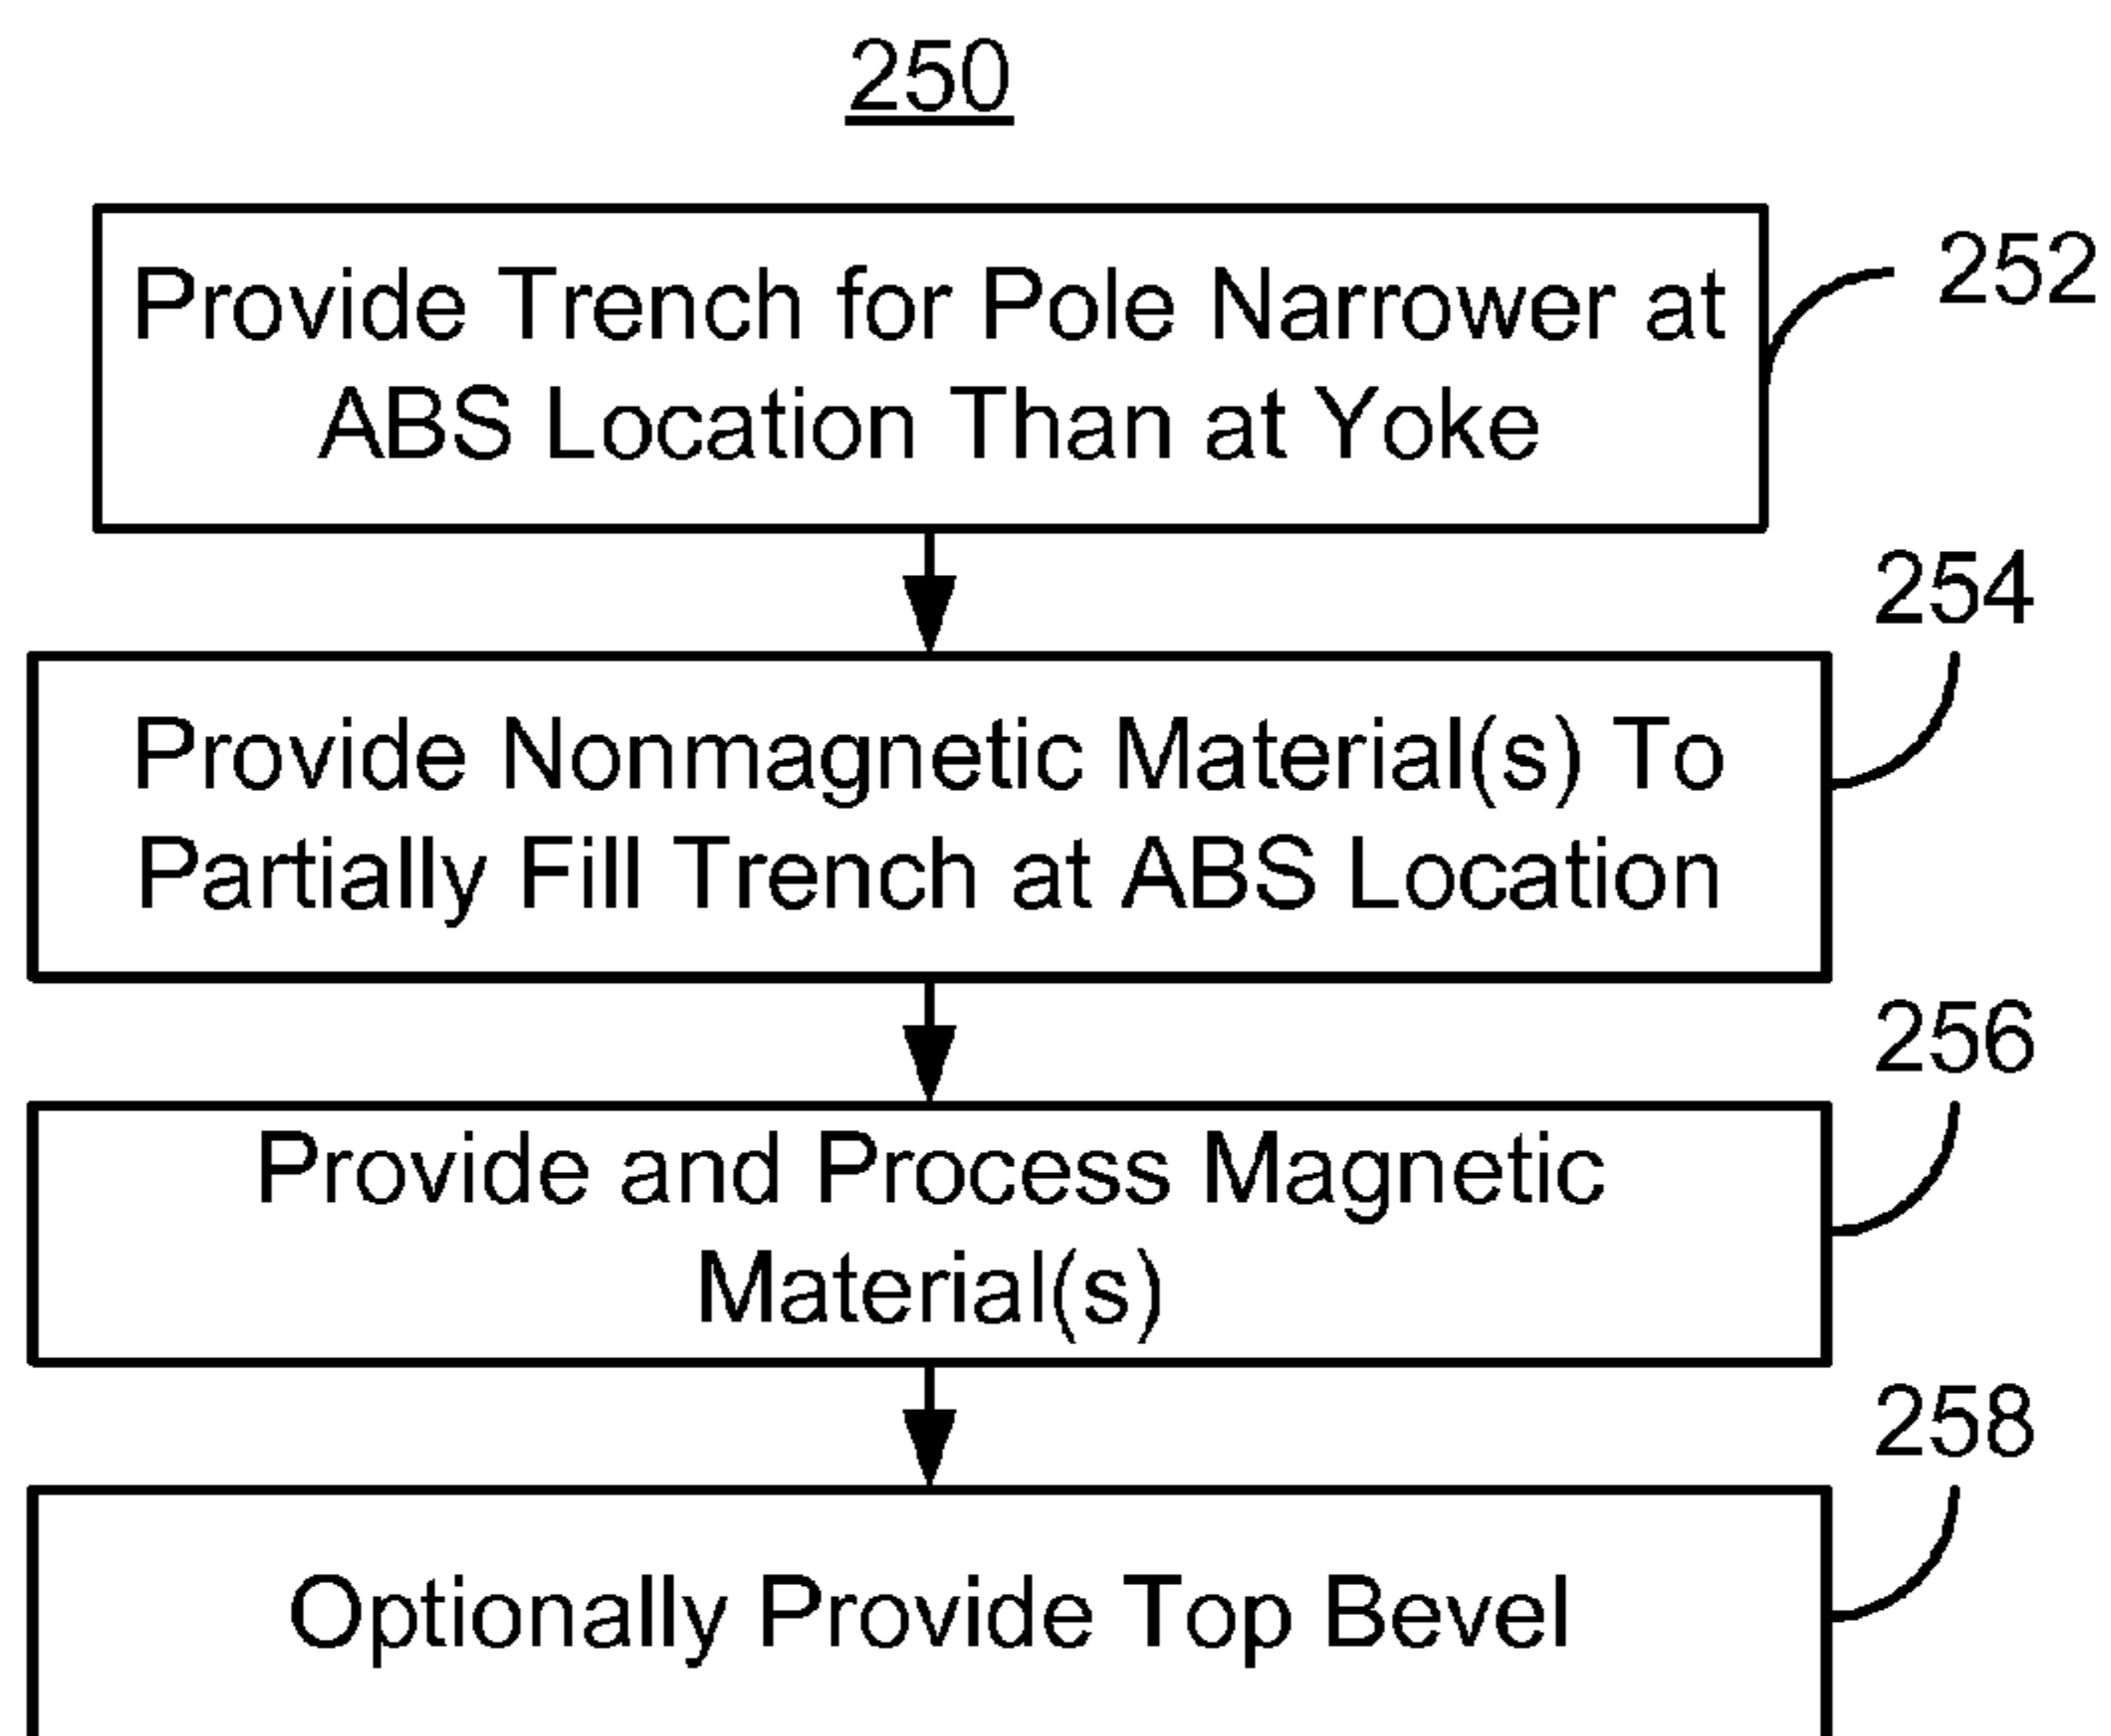 250
Provide Trench for Pole Narrower at
ABS Location Than at Yoke
252
254
Provide Nonmagnetic Material(s) To
Partially Fill Trench at ABS Location
256
Provide and Process Magnetic
Material(s)
258
Optionally Provide Top Bevel